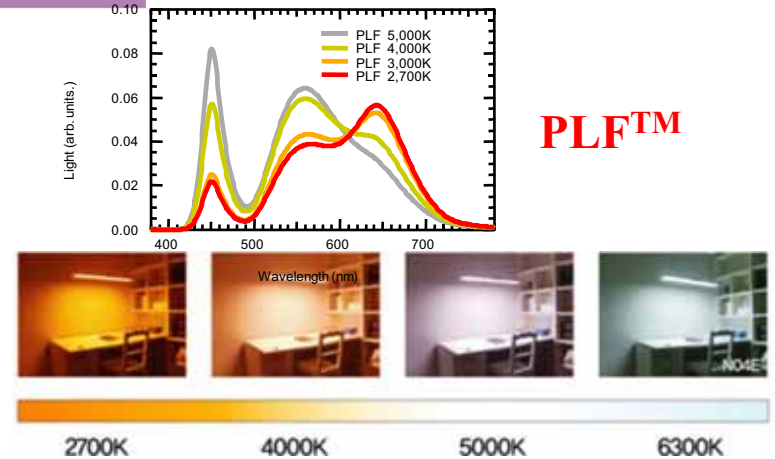 0.10
0.08
0.06
0.04
0.02
0.00
Light (arb. units.)
PLF 5,000K
PLF 4,000K
PLF 3,000K
PLF 2,700K
400 500 600 700
Wavelength (nm)
PLFTM
N04E
2700K 4000K 5000K 6300K